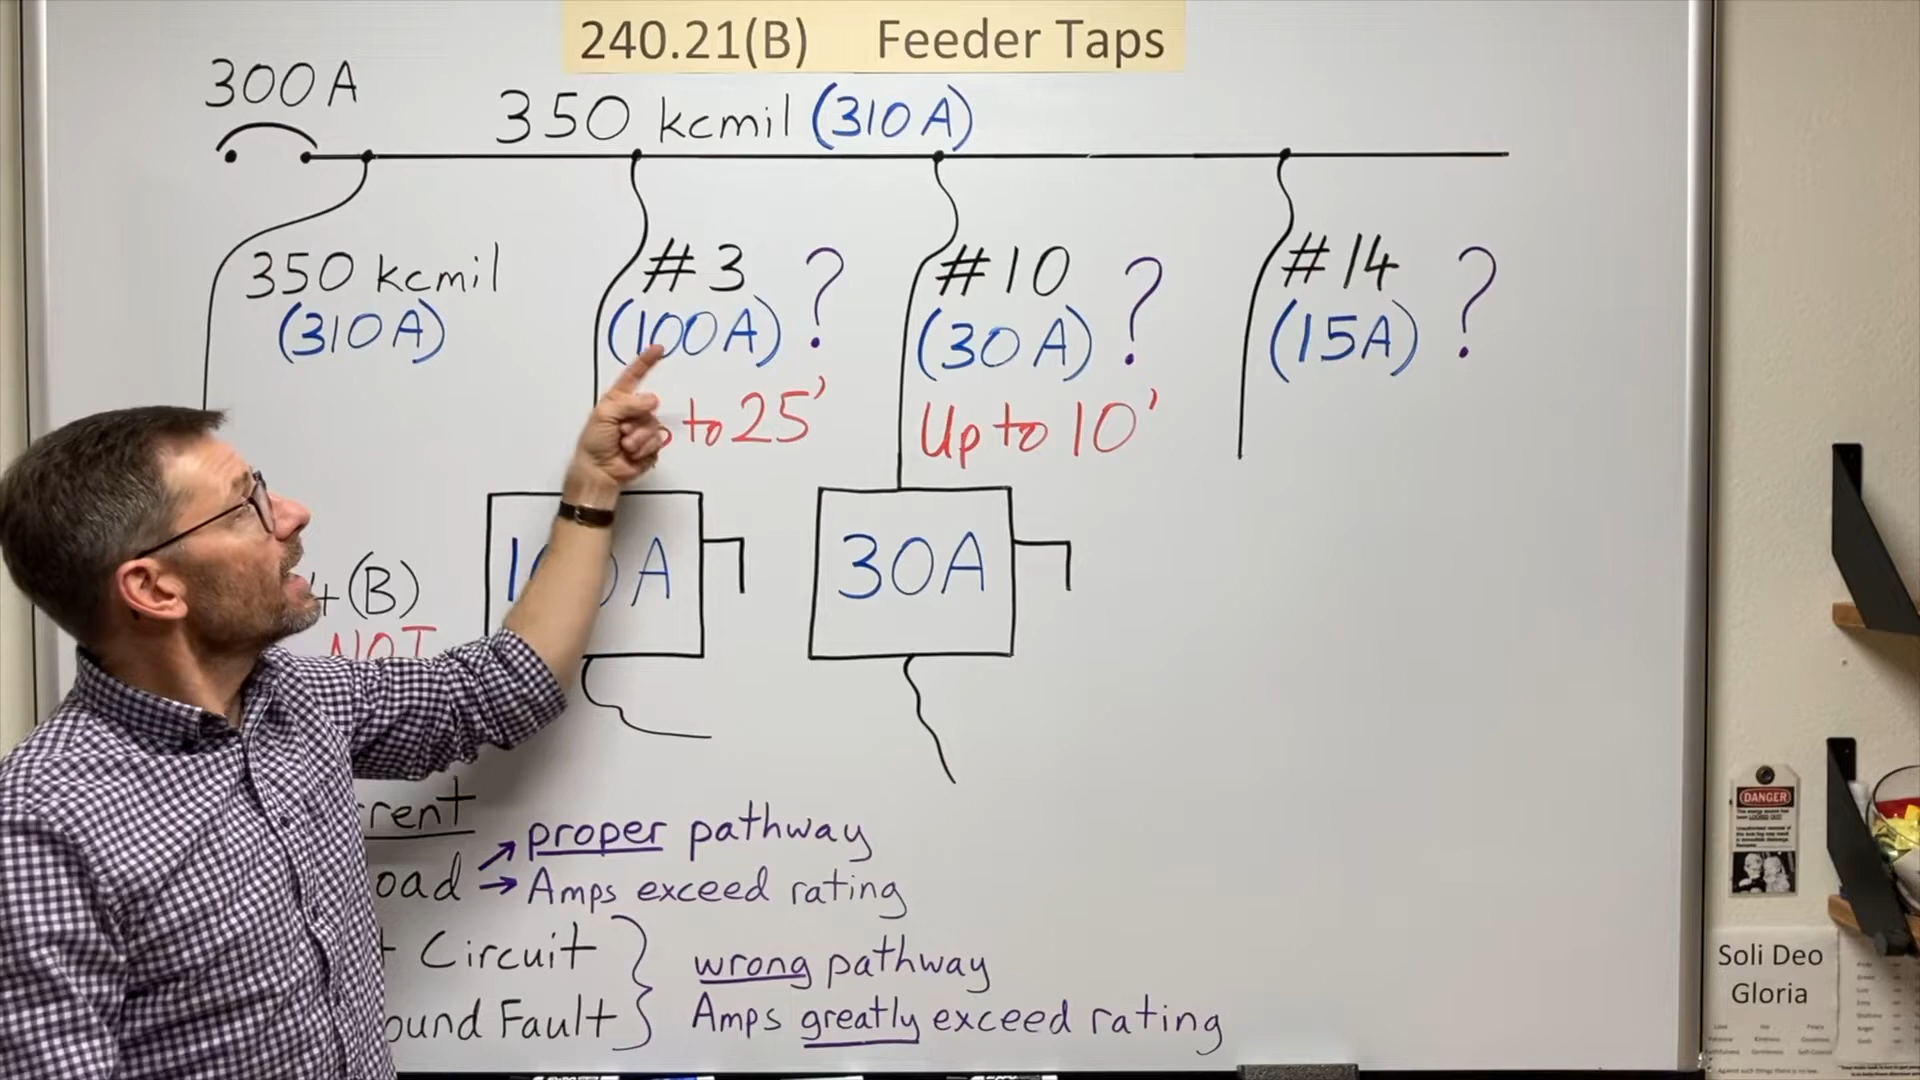 240.21(B) Feeder Taps
300A
350 kcmil (310A)
350 kcmil
(310A)
#3 ?
(100A)
to 25'
#10 ?
(30A)
Up to 10'
#14 ?
(15A)
A
30A
(B)
NOT
rent
oad → proper pathway
→ Amps exceed rating
Circuit
ound Fault
wrong pathway
Amps greatly exceed rating
DANGER
Soli Deo
Gloria